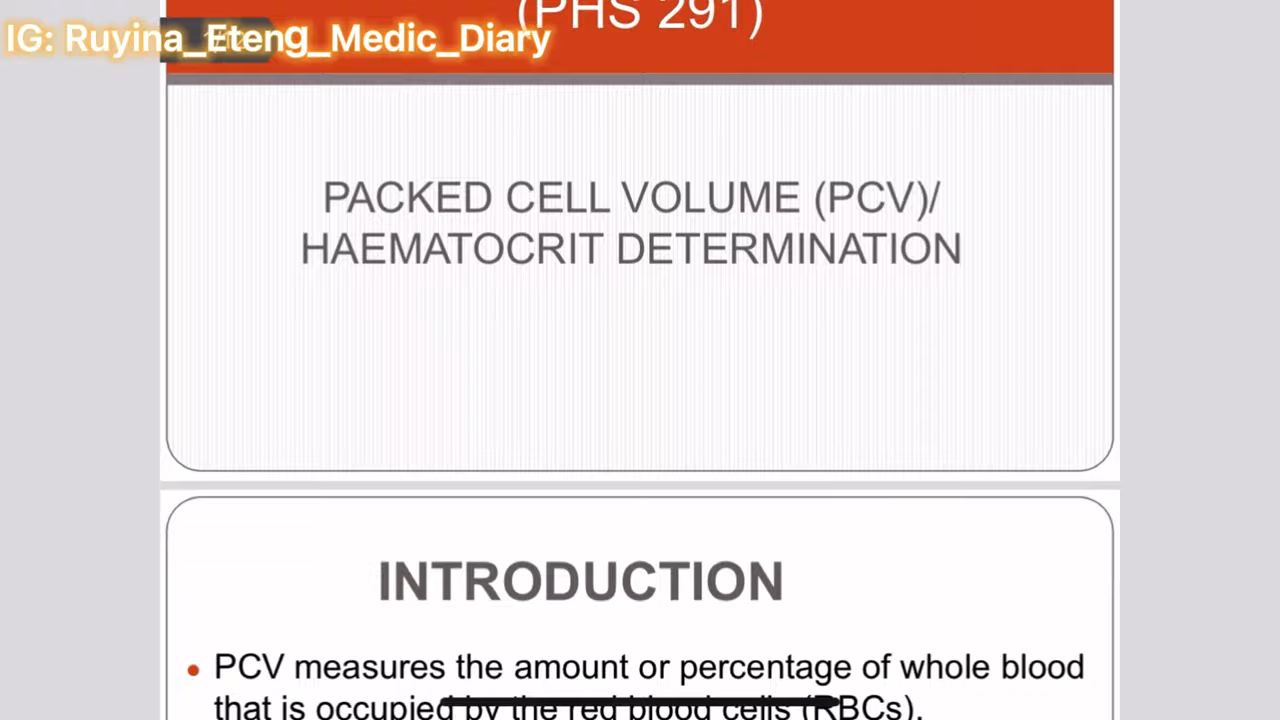 (PHS 291)
IG: Ruyina_Eteng_Medic_Diary
PACKED CELL VOLUME (PCV)/
HAEMATOCRIT DETERMINATION
INTRODUCTION
• PCV measures the amount or percentage of whole blood
that is occupied by the red blood cells (RBCs).